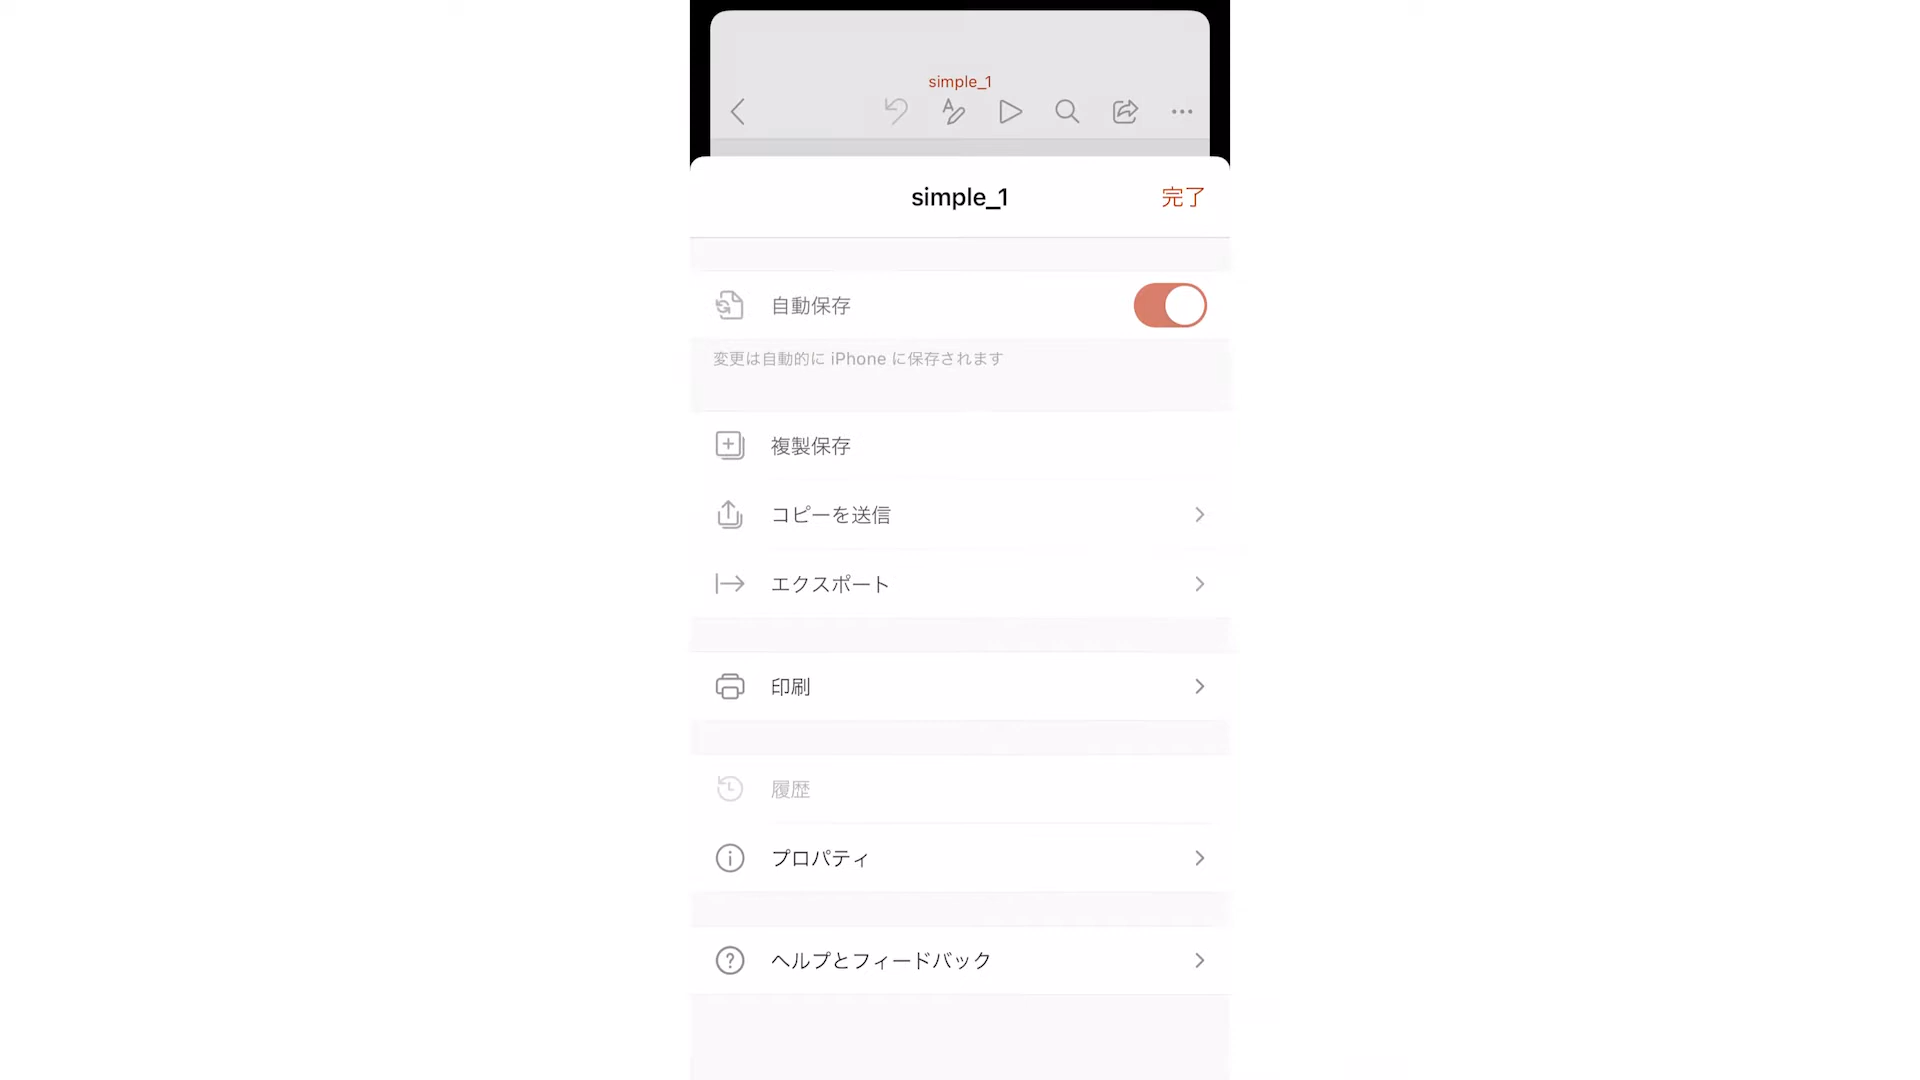 simple_1
simple_1
完了
自動保存
変更は自動的に iPhone に保存されます
複製保存
コピーを送信
エクスポート
印刷
履歴
プロパティ
ヘルプとフィードバック